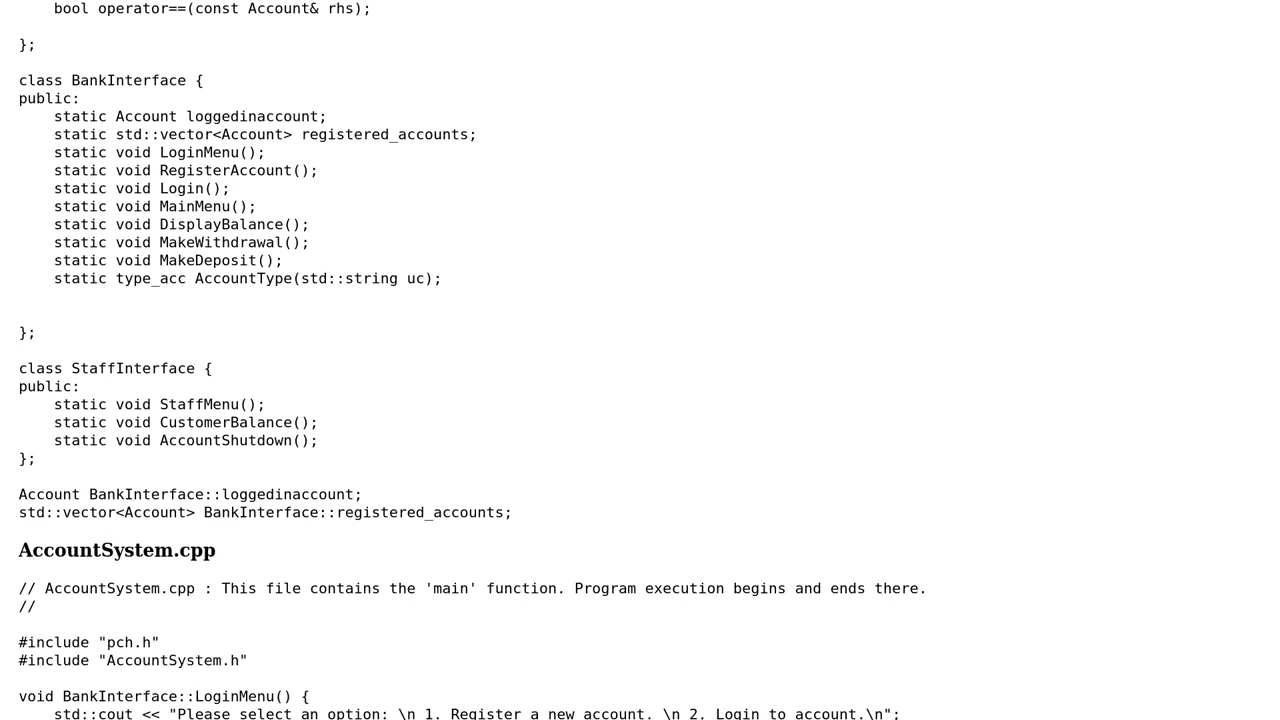 bool operator==(const Account& rhs);
};
class BankInterface {
public:
static Account loggedinaccount;
static std::vector<Account> registered_accounts;
static void LoginMenu();
static void RegisterAccount();
static void Login();
static void MainMenu();
static void DisplayBalance();
static void MakeWithdrawal();
static void MakeDeposit();
static type_acc AccountType(std::string uc);
};
class StaffInterface {
public:
static void StaffMenu();
static void CustomerBalance();
static void AccountShutdown();
};
Account BankInterface::loggedinaccount;
std::vector<Account> BankInterface::registered_accounts;
AccountSystem.cpp
// AccountSystem.cpp : This file contains the 'main' function. Program execution begins and ends there.
//
#include "pch.h"
#include "AccountSystem.h"
void BankInterface::LoginMenu() {
std::cout << "Please select an option: \n 1. Register a new account. \n 2. Login to account.\n";